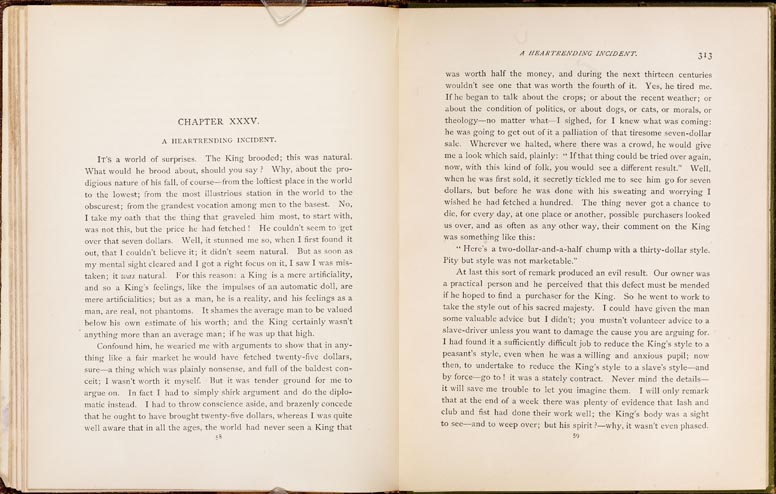 CHAPTER XXXV.
A HEARTRENDING INCIDENT.
IT'S a world of surprises. The King brooded; this was natural.
What would he brood about, should you say? Why, about the pro-
digious nature of his fall, of course—from the loftiest place in the world
to the lowest; from the most illustrious station in the world to the
obscurest; from the grandest vocation among men to the basest. No,
I take my oath that the thing that graveled him most, to start with,
was not this, but the price he had fetched! He couldn't seem to get
over that seven dollars. Well, it stunned me so, when I first found it
out, that I couldn't believe it; it didn't seem natural. But as soon as
my mental sight cleared and I got a right focus on it, I saw I was mis-
taken; it was natural. For this reason: a King is a mere artificiality,
and so a King's feelings, like the impulses of an automatic doll, are
mere artificialities; but as a man, he is a reality, and his feelings as a
man, are real, not phantoms. It shames the average man to be valued
below his own estimate of his worth; and the King certainly wasn't
anything more than an average man; if he was up that high.
Confound him, he wearied me with arguments to show that in any-
thing like a fair market he would have fetched twenty-five dollars,
sure—a thing which was plainly nonsense, and full of the baldest con-
ceit; I wasn't worth it myself. But it was tender ground for me to
argue on. In fact I had to simply shirk argument and do the diplo-
matic instead. I had to throw conscience aside, and brazenly concede
that he ought to have brought twenty-five dollars, whereas I was quite
well aware that in all the ages, the world had never seen a King that
58
A HEARTRENDING INCIDENT. 313
was worth half the money, and during the next thirteen centuries
wouldn't see one that was worth the fourth of it. Yes, he tired me.
If he began to talk about the crops; or about the recent weather; or
about the condition of politics, or about dogs, or cats, or morals, or
theology—no matter what—I sighed, for I knew what was coming:
he was going to get out of it a palliation of that tiresome seven-dollar
sale. Wherever we halted, where there was a crowd, he would give
me a look which said, plainly: "If that thing could be tried over again,
now, with this kind of folk, you would see a different result." Well,
when he was first sold, it secretly tickled me to see him go for seven
dollars, but before he was done with his sweating and worrying I
wished he had fetched a hundred. The thing never got a chance to
die, for every day, at one place or another, possible purchasers looked
us over, and as often as any other way, their comment on the King
was something like this:
"Here's a two-dollar-and-a-half chump with a thirty-dollar style.
Pity but style was not marketable."
At last this sort of remark produced an evil result. Our owner was
a practical person and he perceived that this defect must be mended
if he hoped to find a purchaser for the King. So he went to work to
take the style out of his sacred majesty. I could have given the man
some valuable advice but I didn't; you mustn't volunteer advice to a
slave-driver unless you want to damage the cause you are arguing for.
I had found it a sufficiently difficult job to reduce the King's style to a
peasant's style, even when he was a willing and anxious pupil; now
then, to undertake to reduce the King's style to a slave's style—and
by force—go to! it was a stately contract. Never mind the details—
it will save me trouble to let you imagine them. I will only remark
that at the end of a week there was plenty of evidence that lash and
club and fist had done their work well; the King's body was a sight
to see—and to weep over; but his spirit?—why, it wasn't even phased.
59